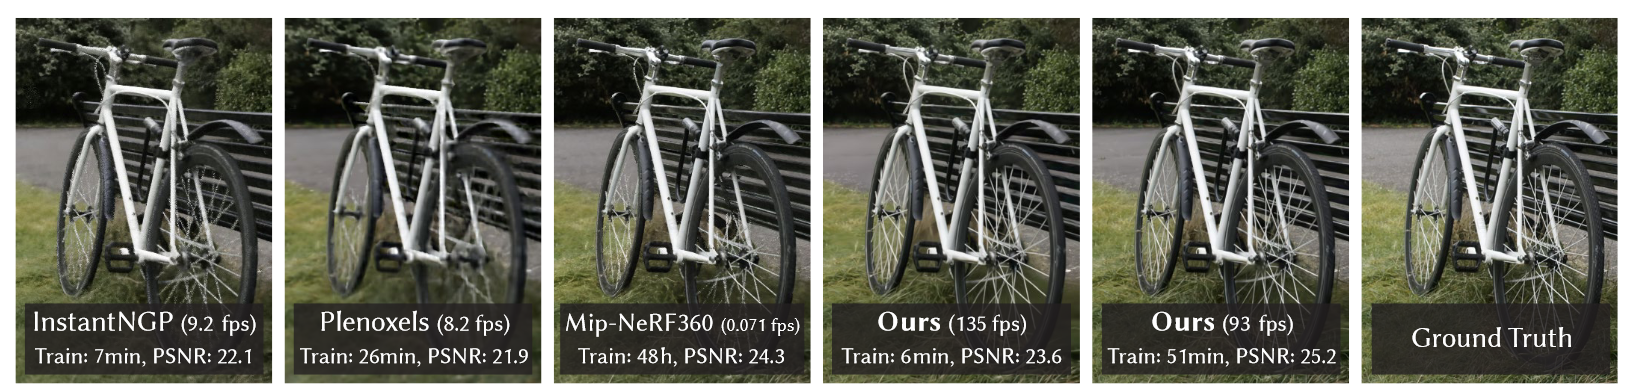 InstantNGP (9.2 fps)
Train: 7min, PSNR: 22.1
Plenoxels (8.2 fps)
Train: 26min, PSNR: 21.9
Mip-NeRF360 (0.071 fps)
Train: 48h, PSNR: 24.3
Ours (135 fps)
Train: 6min, PSNR: 23.6
Ours (93 fps)
Train: 51min, PSNR: 25.2
Ground Truth